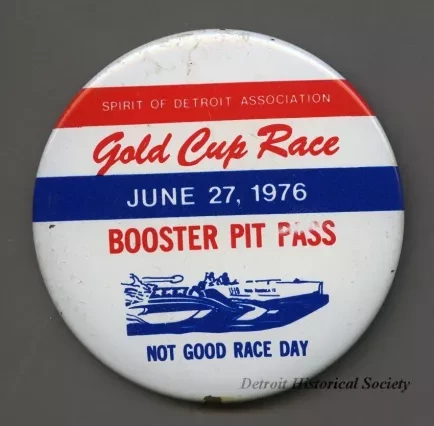 SPIRIT OF DETROIT ASSOCIATION
Gold Cup Race
JUNE 27, 1976
BOOSTER PIT PASS
NOT GOOD RACE DAY
Detroit Historical Society